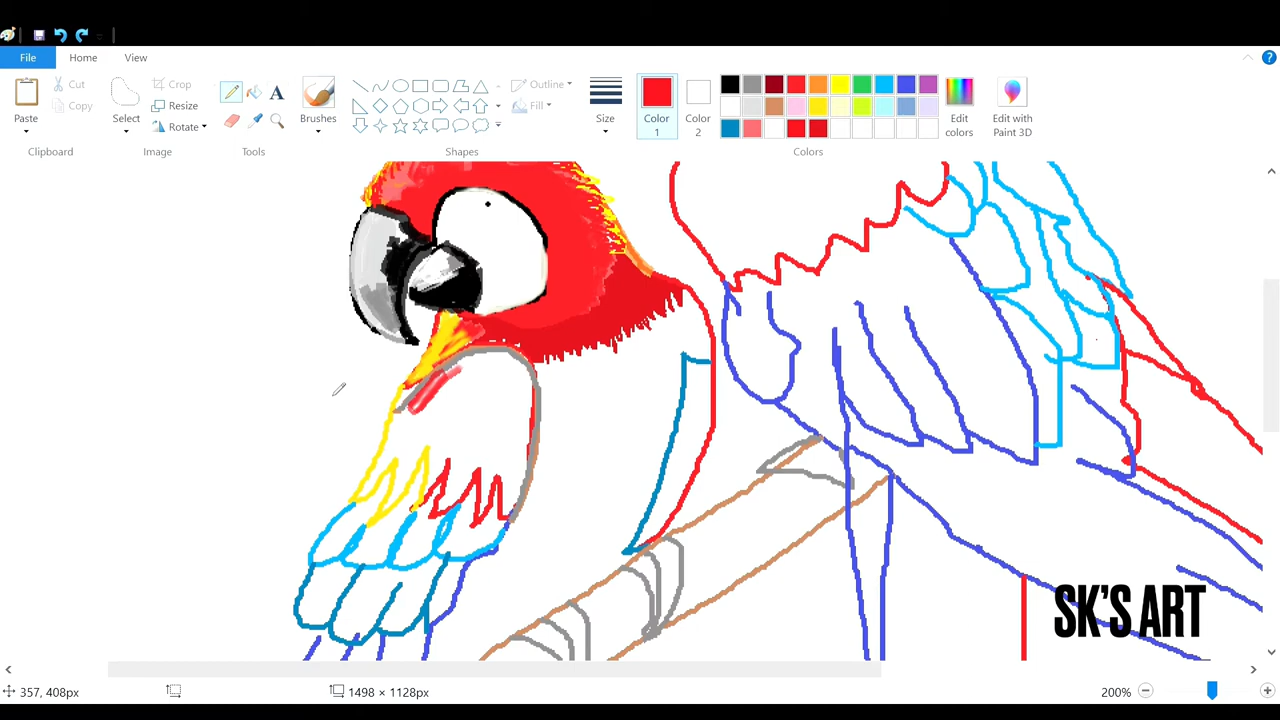 File Home View
Paste Cut Copy
Clipboard
Select Crop Resize Rotate
Image
A
Tools
Brushes
Outline Fill
Shapes
Size
Color 1 Color 2
Edit colors
Edit with Paint 3D
Colors
?
SK'S ART
357, 408px
1498 × 1128px
200%